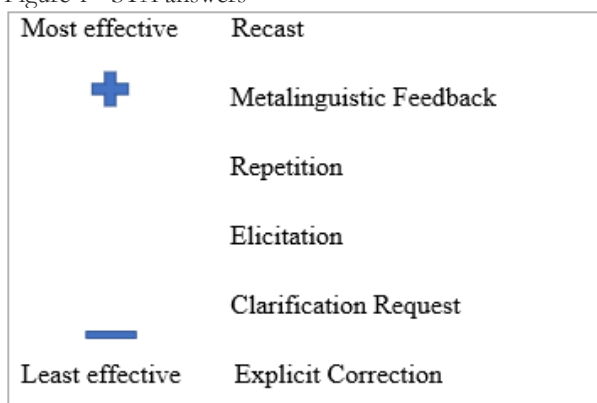 Most effective Recast
Metalinguistic Feedback
Repetition
Elicitation
Clarification Request
Least effective Explicit Correction